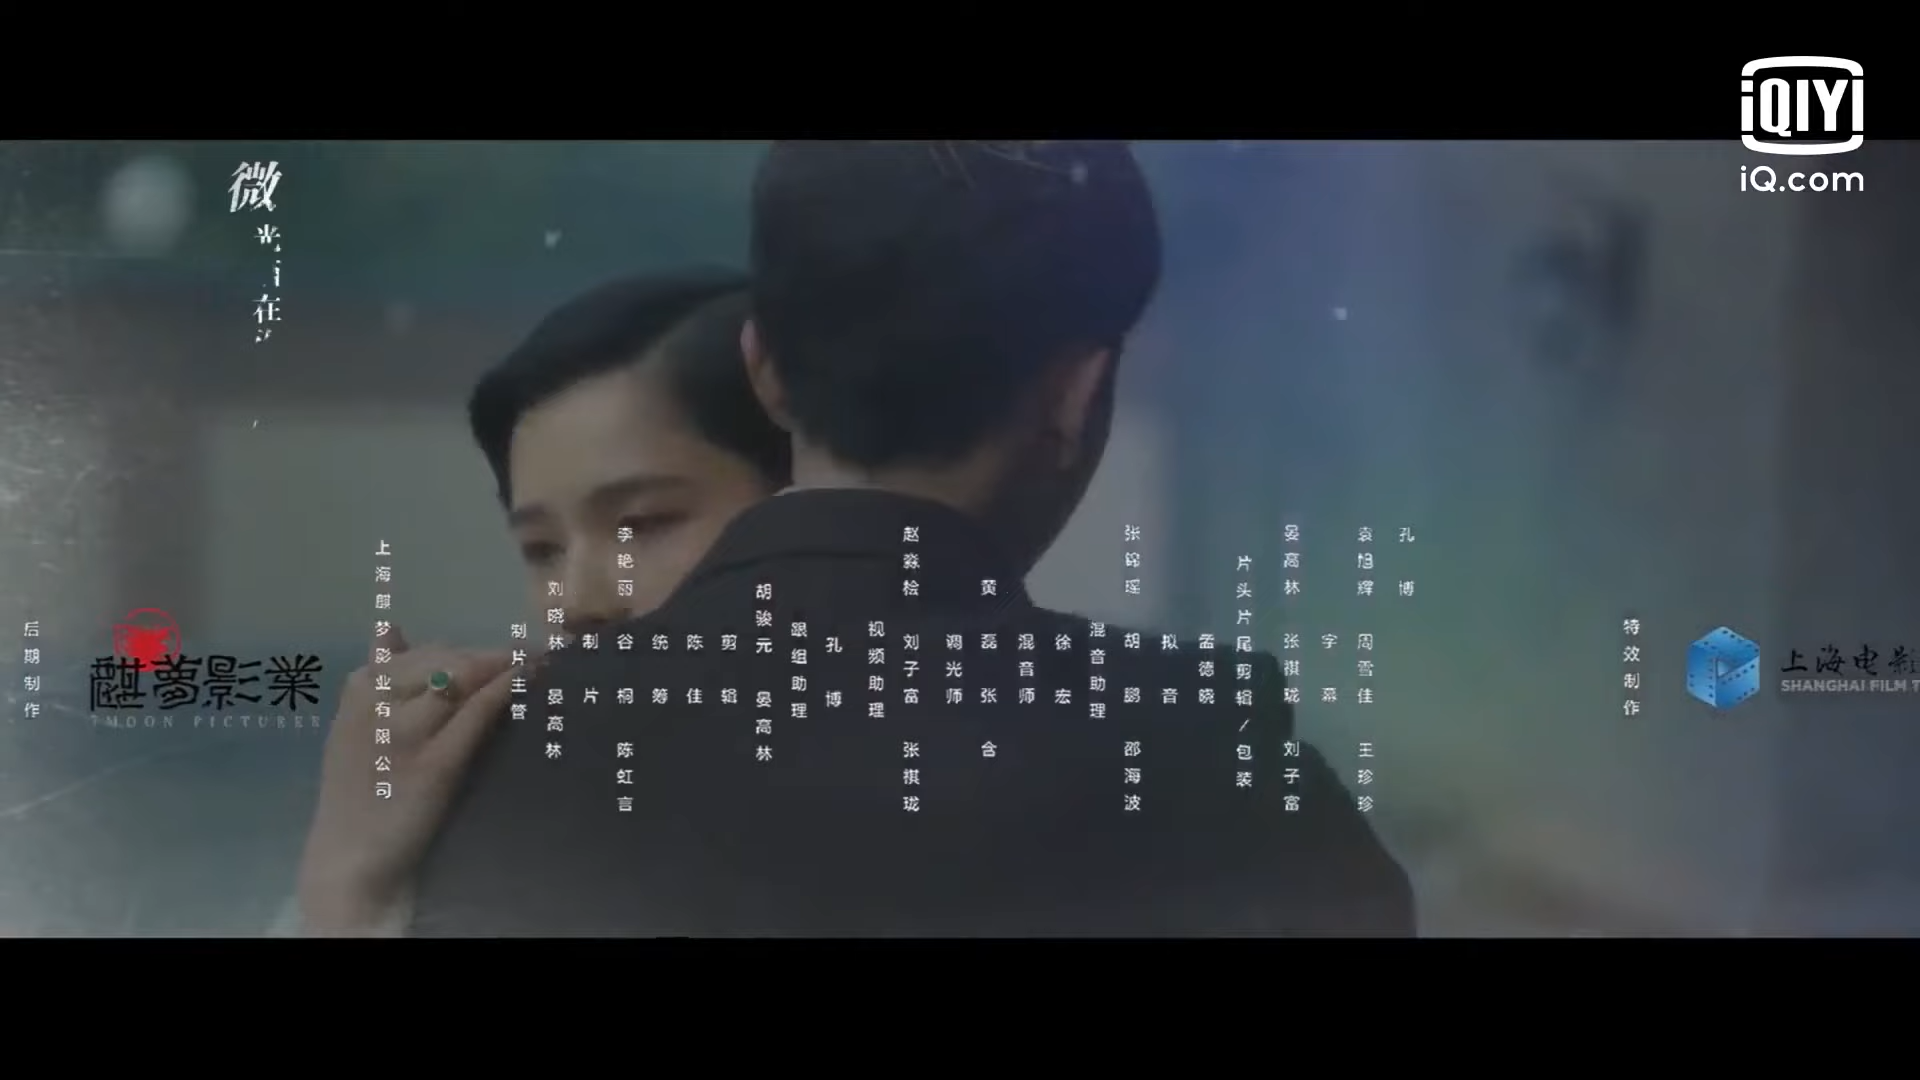 iQIYI
iQ.com
微
在
后期制作
麒夢影業
MOON PICTURES
上海麒梦影业有限公司
制片主管
刘晓林 晏高林
制片
李艳丽 谷桐 陈虹言
统筹
陈佳
剪辑
胡骏元 晏高林
跟组助理
孔博
视频助理
赵淼桧 刘子富 张祺珑
调光师
黄磊 张含
混音师
徐宏
混音助理
张锦瑶 胡鹏 邵海波
拟音
孟德晓
片头片尾剪辑/包装
晏高林 张祺珑 刘子富
字幕
袁旭辉 周雪佳 王珍珍
孔博
特效制作
上海电影
SHANGHAI FILM T